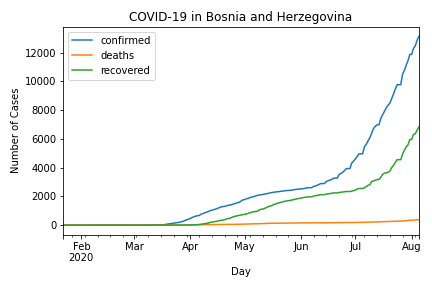 COVID-19 in Bosnia and Herzegovina
confirmed
deaths
recovered
Number of Cases
12000
10000
8000
6000
4000
2000
0
Feb Mar Apr May Jun Jul Aug
2020
Day